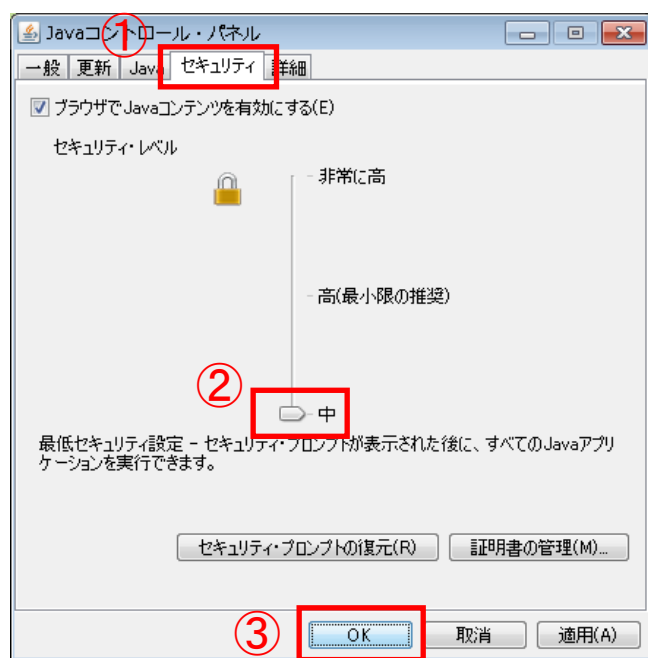 ①
Javaコントロール・パネル
一般 更新 Java セキュリティ 詳細
ブラウザでJavaコンテンツを有効にする(E)
セキュリティ・レベル
非常に高
高(最小限の推奨)
②
中
最低セキュリティ設定 - セキュリティ・プロンプトが表示された後に、すべてのJavaアプリ
ケーションを実行できます。
セキュリティ・プロンプトの復元(R) 証明書の管理(M)...
③ OK 取消 適用(A)